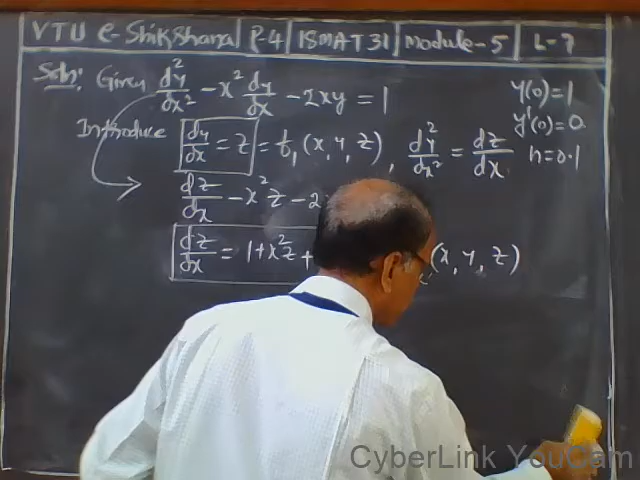 VTU e-Shikshana P-4 18MAT31 Module-5 L-7
Soln: Given d²y/dx² - x² dy/dx - 2xy = 1
y(0)=1
y'(0)=0
h=0.1
Introduce dy/dx = z = f₁(x, y, z), d²y/dx² = dz/dx
dz/dx - x²z - 2
dz/dx = 1+x²z+ (x, y, z)
CyberLink YouCam